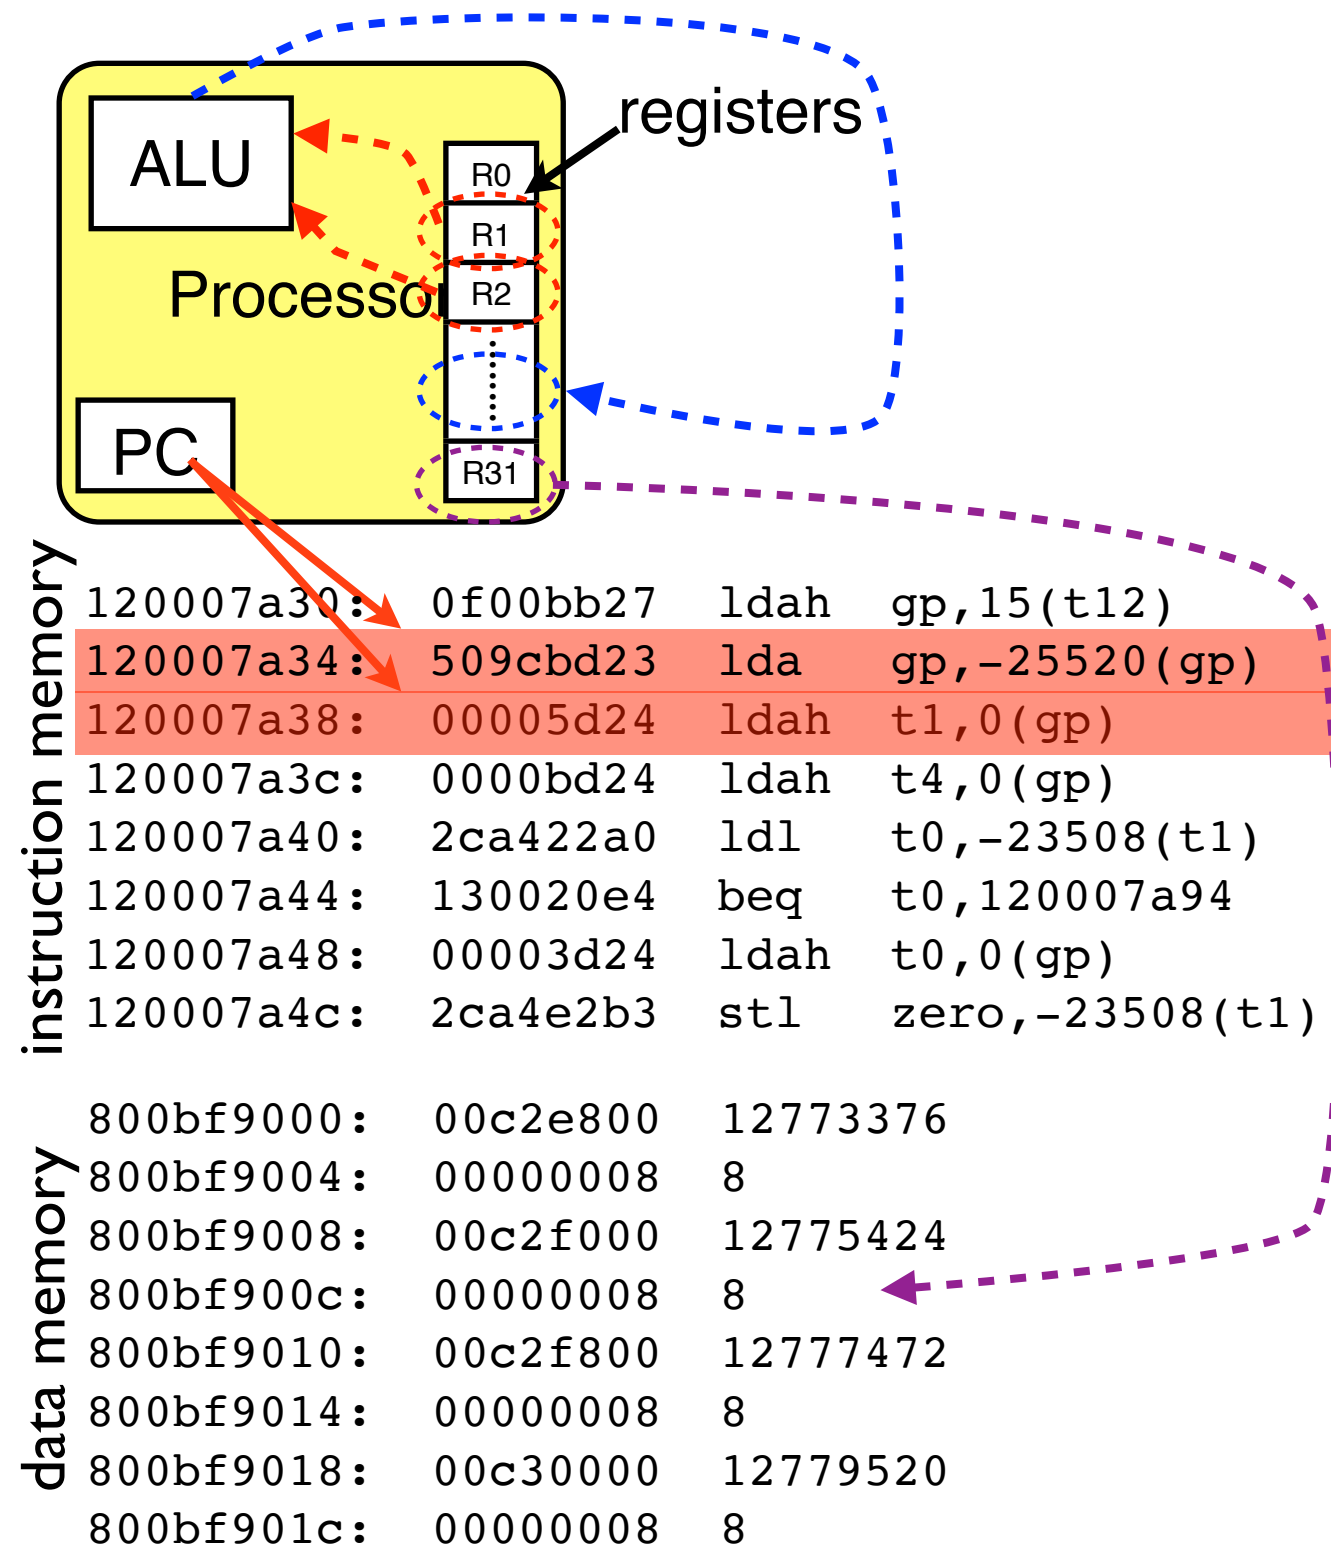 registers
ALU
R0
R1
Processor
R2
R31
PC
instruction memory
120007a30: 0f00bb27 ldah gp,15(t12)
120007a34: 509cbd23 lda gp,-25520(gp)
120007a38: 00005d24 ldah t1,0(gp)
120007a3c: 0000bd24 ldah t4,0(gp)
120007a40: 2ca422a0 ldl t0,-23508(t1)
120007a44: 130020e4 beq t0,120007a94
120007a48: 00003d24 ldah t0,0(gp)
120007a4c: 2ca4e2b3 stl zero,-23508(t1)
data memory
800bf9000: 00c2e800 12773376
800bf9004: 00000008 8
800bf9008: 00c2f000 12775424
800bf900c: 00000008 8
800bf9010: 00c2f800 12777472
800bf9014: 00000008 8
800bf9018: 00c30000 12779520
800bf901c: 00000008 8